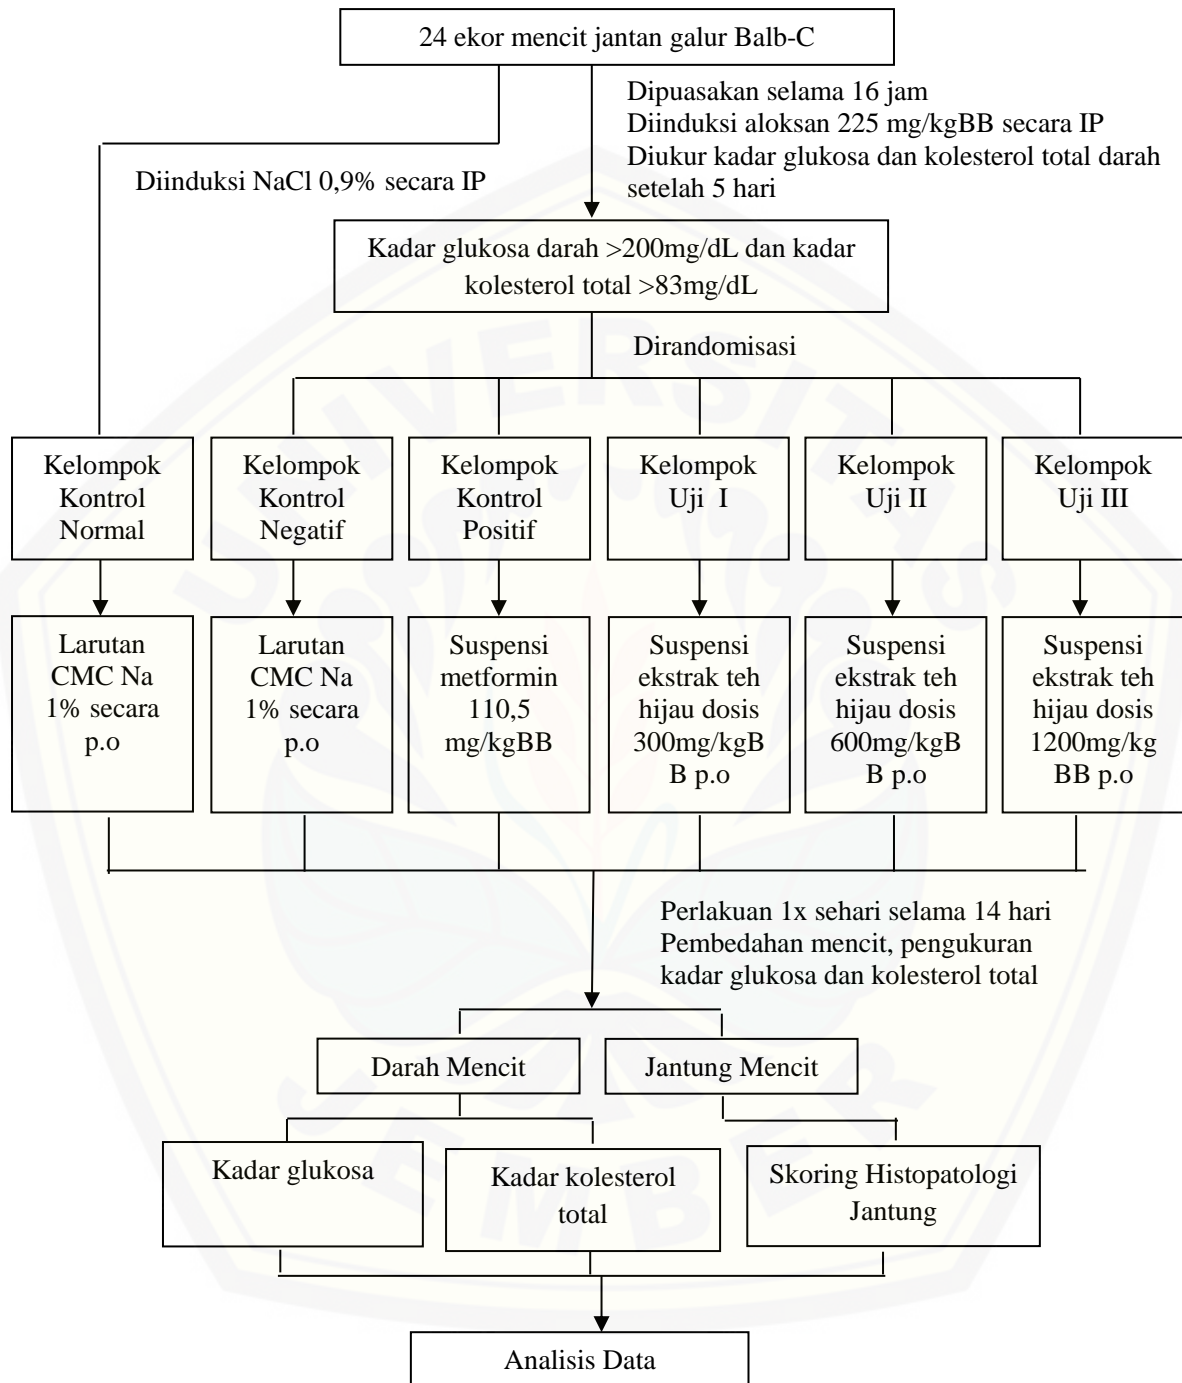 24 ekor mencit jantan galur Balb-C
Dipuasakan selama 16 jam
Diinduksi aloksan 225 mg/kgBB secara IP
Diukur kadar glukosa dan kolesterol total darah
setelah 5 hari
Diinduksi NaCl 0,9% secara IP
Kadar glukosa darah >200mg/dL dan kadar
kolesterol total >83mg/dL
Dirandomisasi
Kelompok
Kontrol
Normal
Kelompok
Kontrol
Negatif
Kelompok
Kontrol
Positif
Kelompok
Uji I
Kelompok
Uji II
Kelompok
Uji III
Larutan
CMC Na
1% secara
p.o
Larutan
CMC Na
1% secara
p.o
Suspensi
metformin
110,5
mg/kgBB
Suspensi
ekstrak teh
hijau dosis
300mg/kgB
B p.o
Suspensi
ekstrak teh
hijau dosis
600mg/kgB
B p.o
Suspensi
ekstrak teh
hijau dosis
1200mg/kg
BB p.o
Perlakuan 1x sehari selama 14 hari
Pembedahan mencit, pengukuran
kadar glukosa dan kolesterol total
Darah Mencit
Jantung Mencit
Kadar glukosa
Kadar kolesterol
total
Skoring Histopatologi
Jantung
Analisis Data
UNIVERSITAS
JEMBER